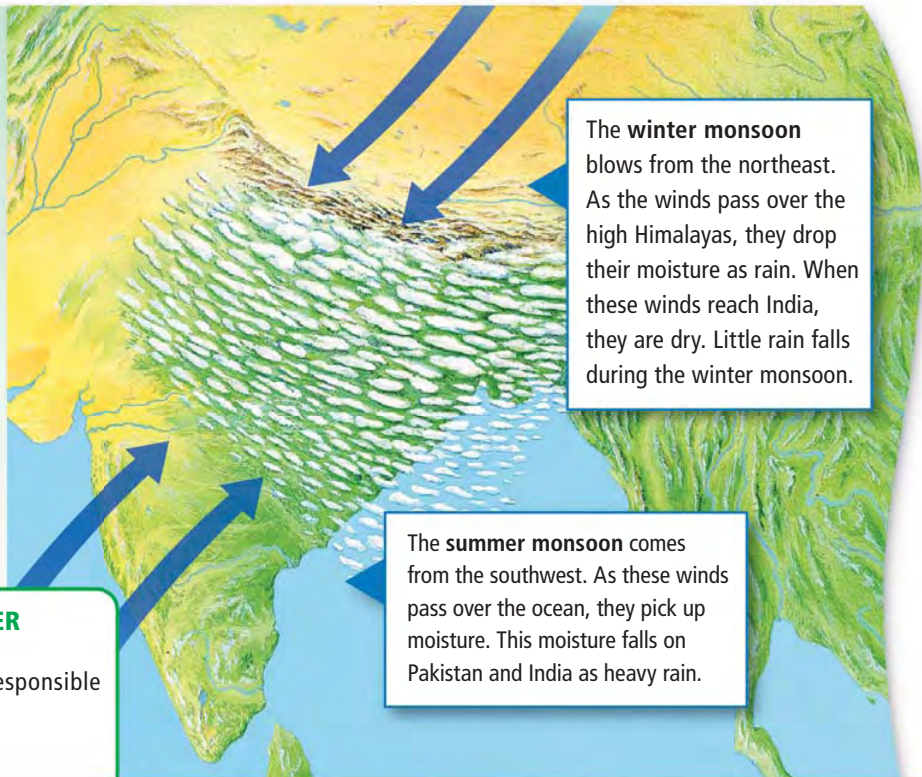 The winter monsoon
blows from the northeast.
As the winds pass over the
high Himalayas, they drop
their moisture as rain. When
these winds reach India,
they are dry. Little rain falls
during the winter monsoon.
The summer monsoon comes
from the southwest. As these winds
pass over the ocean, they pick up
moisture. This moisture falls on
Pakistan and India as heavy rain.
ER
esponsible